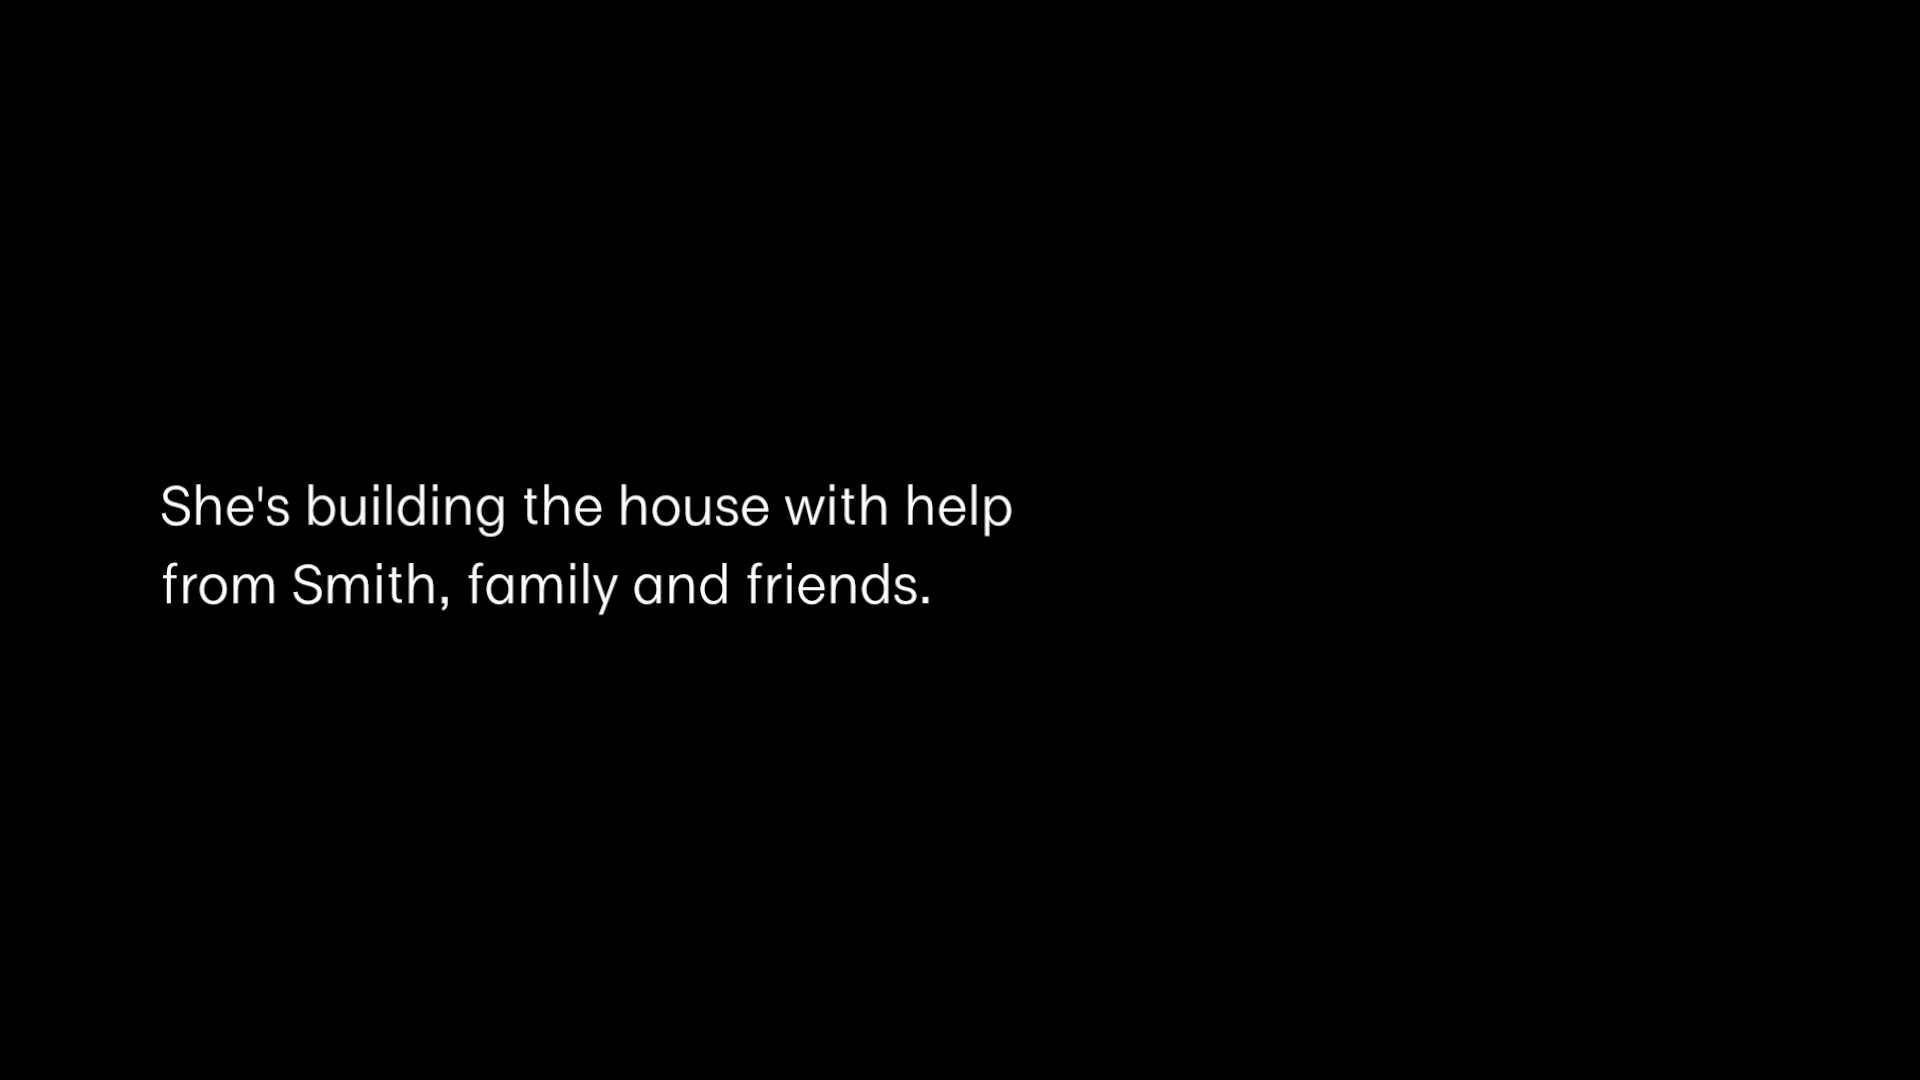 She's building the house with help
from Smith, family and friends.